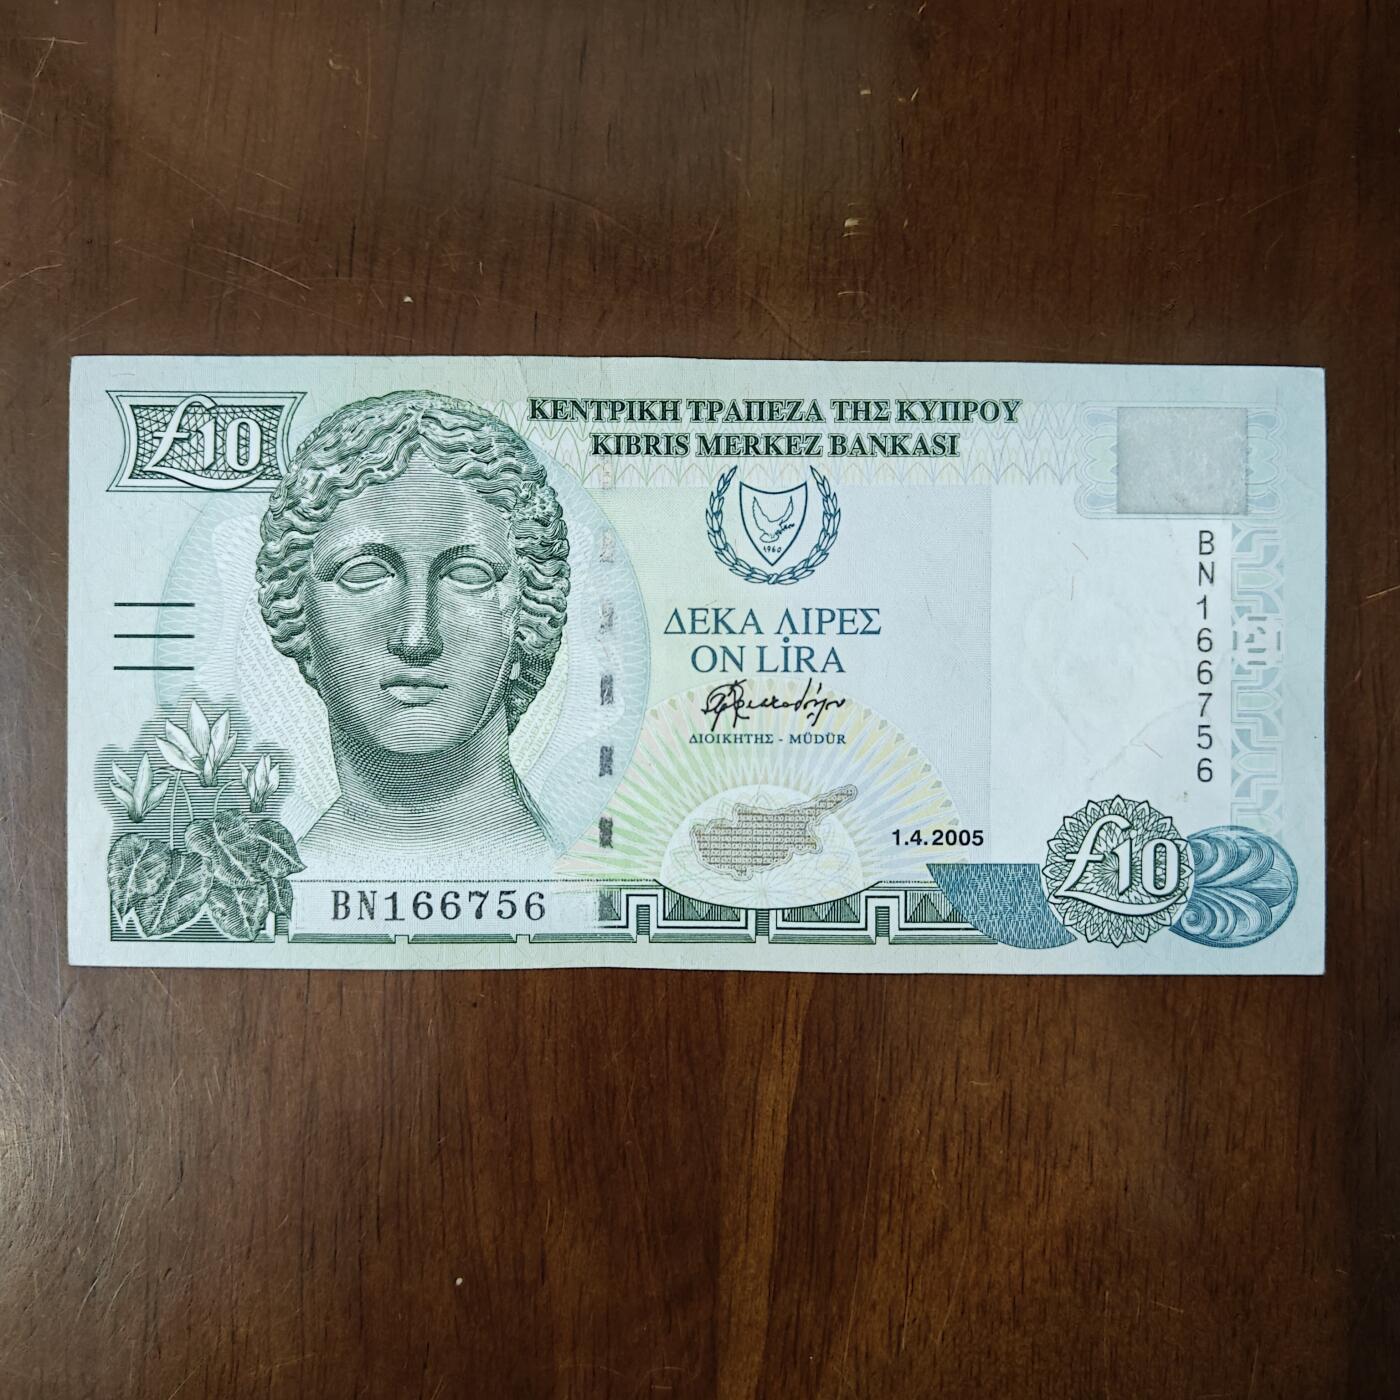 £10
ΚΕΝΤΡΙΚΗ ΤΡΑΠΕΖΑ ΤΗΣ ΚΥΠΡΟΥ
KIBRIS MERKEZ BANKASI
1960
ΔΕΚΑ ΛΙΡΕΣ
ON LİRA
ΔΙΟΙΚΗΤΗΣ - MÜDÜR
1.4.2005
BN166756
BN166756
£10